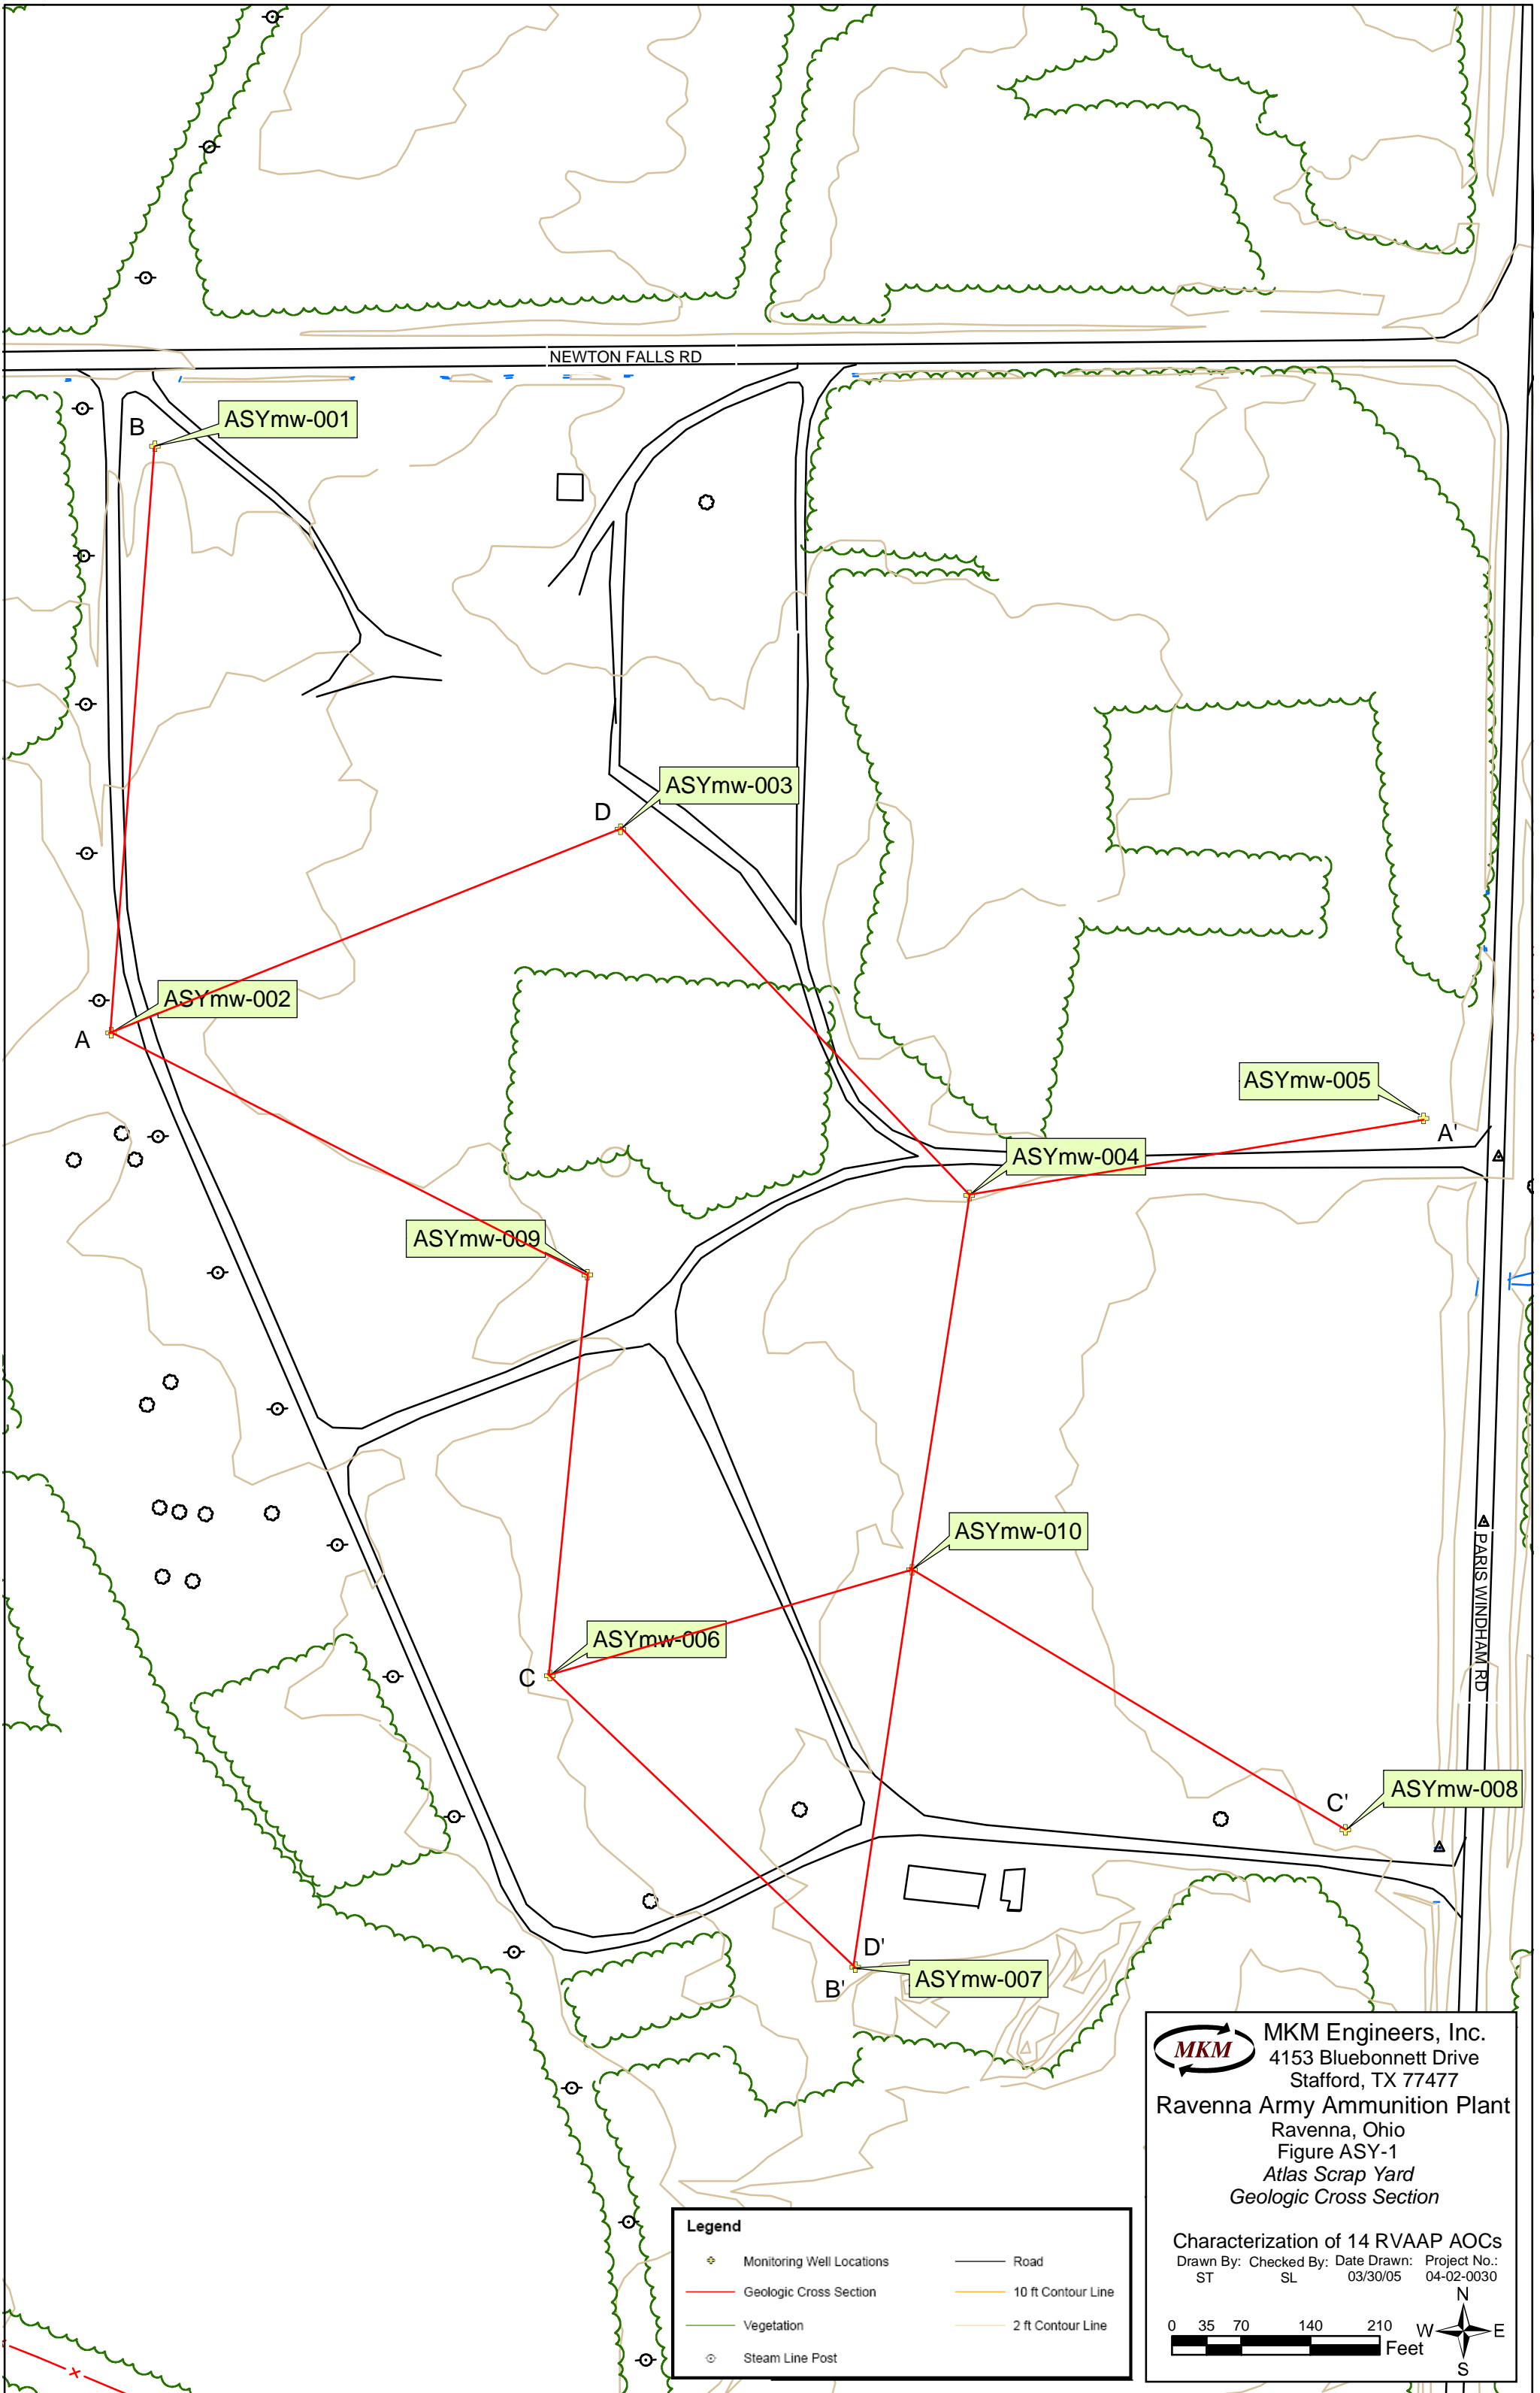 NEWTON FALLS RD
B
ASYmw-001
ASYmw-003
D
ASYmw-002
A
ASYmw-005
A'
ASYmw-004
ASYmw-009
ASYmw-010
PARIS WINDHAM RD
ASYmw-006
C
ASYmw-008
C'
D'
B'
ASYmw-007
MKM
MKM Engineers, Inc.
4153 Bluebonnett Drive
Stafford, TX 77477
Ravenna Army Ammunition Plant
Ravenna, Ohio
Figure ASY-1
Atlas Scrap Yard
Geologic Cross Section
Characterization of 14 RVAAP AOCs
Drawn By: Checked By: Date Drawn: Project No.:
ST SL 03/30/05 04-02-0030
0 35 70 140 210
Feet
N
W E
S
Legend
Monitoring Well Locations
Road
Geologic Cross Section
10 ft Contour Line
Vegetation
2 ft Contour Line
Steam Line Post